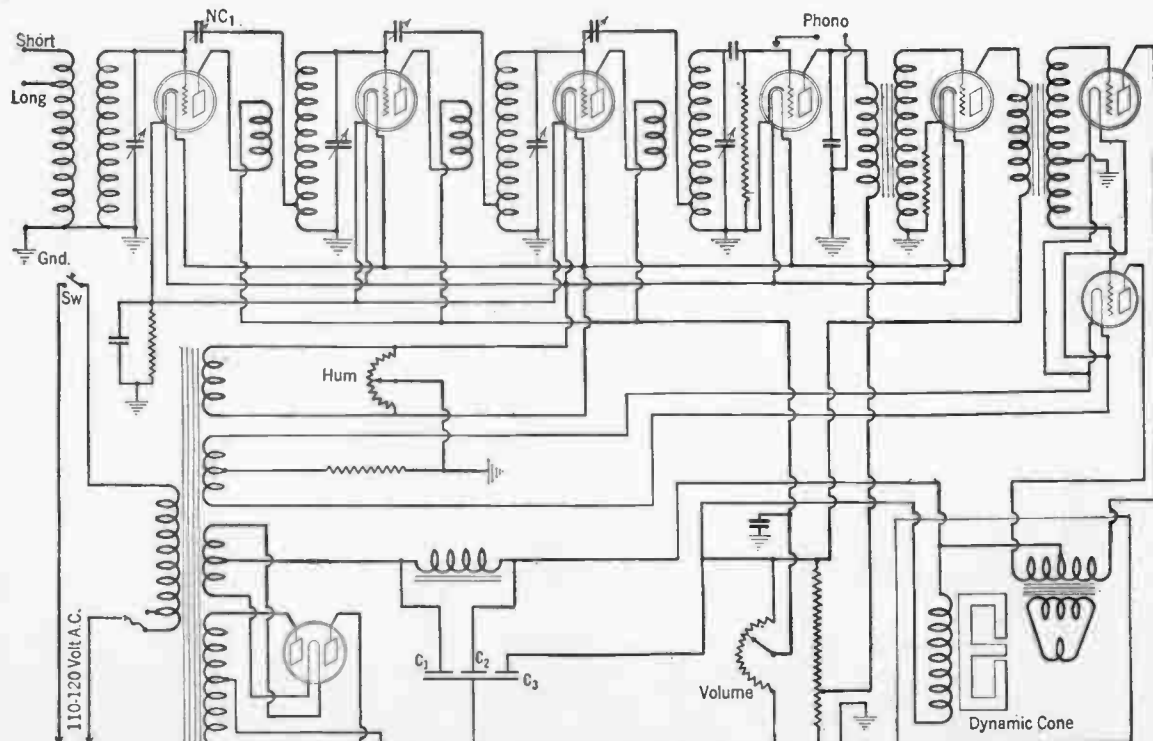 NC1
Phono
Short
Long
Gnd.
Sw
Hum
110-120 Volt A.C.
C1
C2
C3
Volume
Dynamic Cone